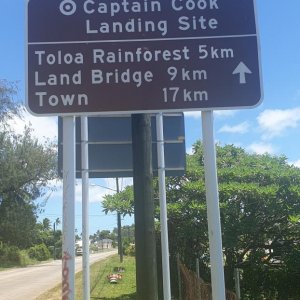 Captain Cook
Landing Site
Toloa Rainforest 5km
Land Bridge 9km
Town 17km